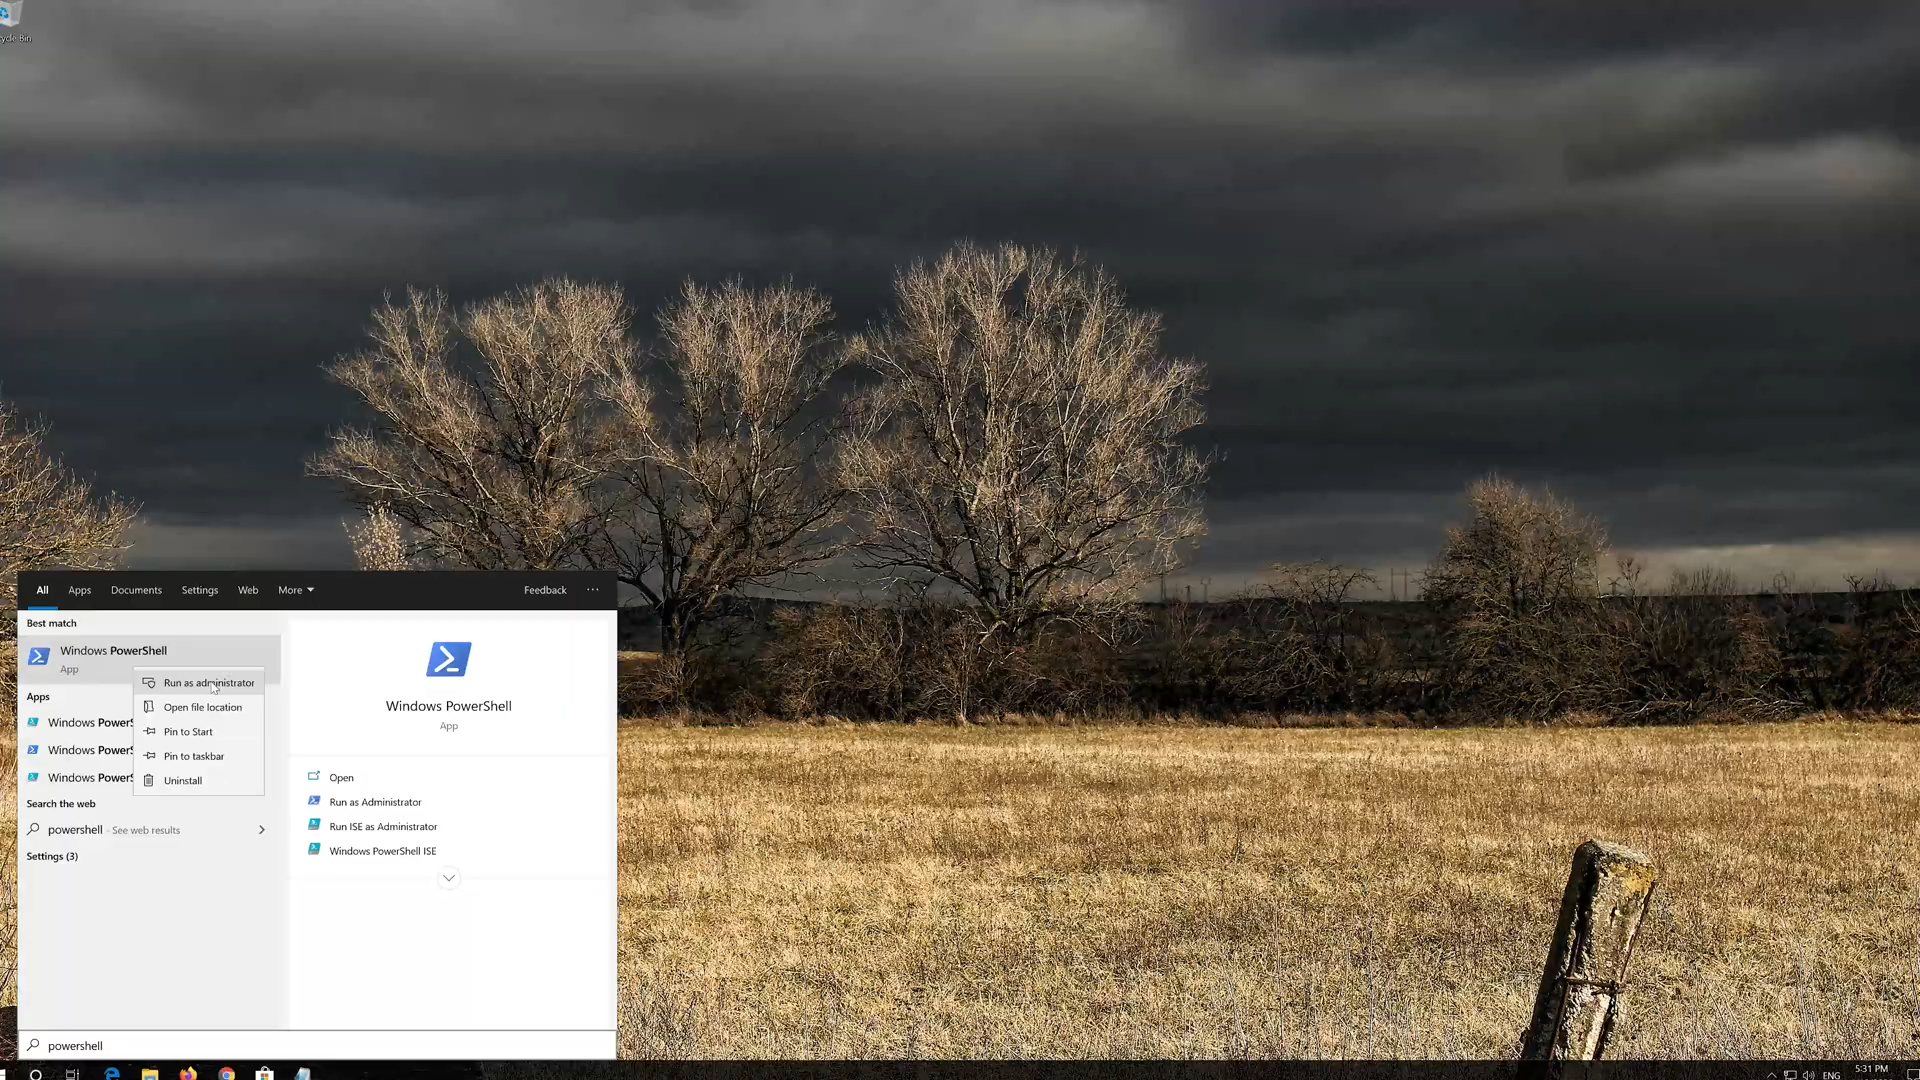 ycle Bin
All Apps Documents Settings Web More Feedback ...
Best match
Windows PowerShell
App
Run as administrator
Open file location
Pin to Start
Pin to taskbar
Uninstall
Apps
Windows PowerS
Windows PowerS
Windows PowerS
Search the web
powershell - See web results
Settings (3)
Windows PowerShell
App
Open
Run as Administrator
Run ISE as Administrator
Windows PowerShell ISE
powershell
ENG
5:31 PM